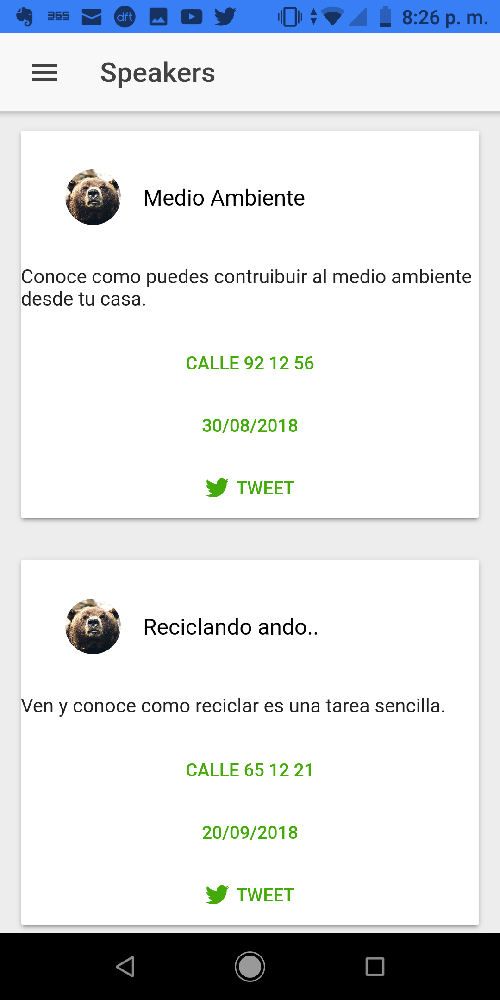 365
dft
8:26 p. m.
Speakers
Medio Ambiente
Conoce como puedes contruibuir al medio ambiente
desde tu casa.
CALLE 92 12 56
30/08/2018
TWEET
Reciclando ando..
Ven y conoce como reciclar es una tarea sencilla.
CALLE 65 12 21
20/09/2018
TWEET